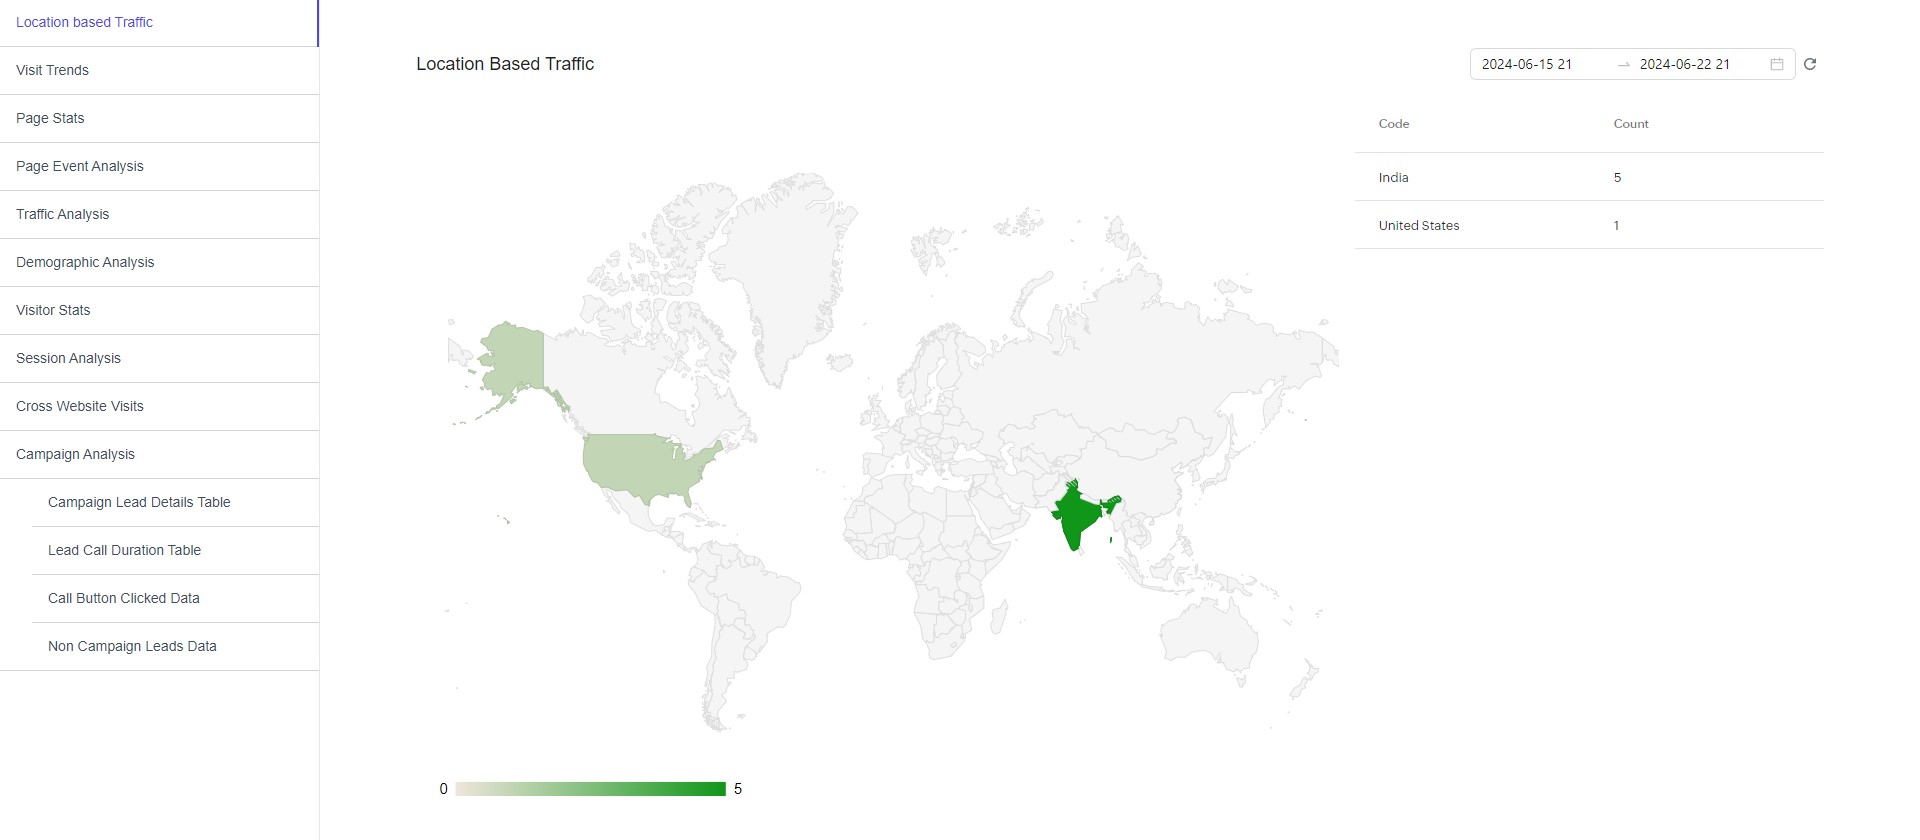 Location based Traffic
Visit Trends
Page Stats
Page Event Analysis
Traffic Analysis
Demographic Analysis
Visitor Stats
Session Analysis
Cross Website Visits
Campaign Analysis
Campaign Lead Details Table
Lead Call Duration Table
Call Button Clicked Data
Non Campaign Leads Data
Location Based Traffic
2024-06-15 21 → 2024-06-22 21
Code Count
India 5
United States 1
0 5